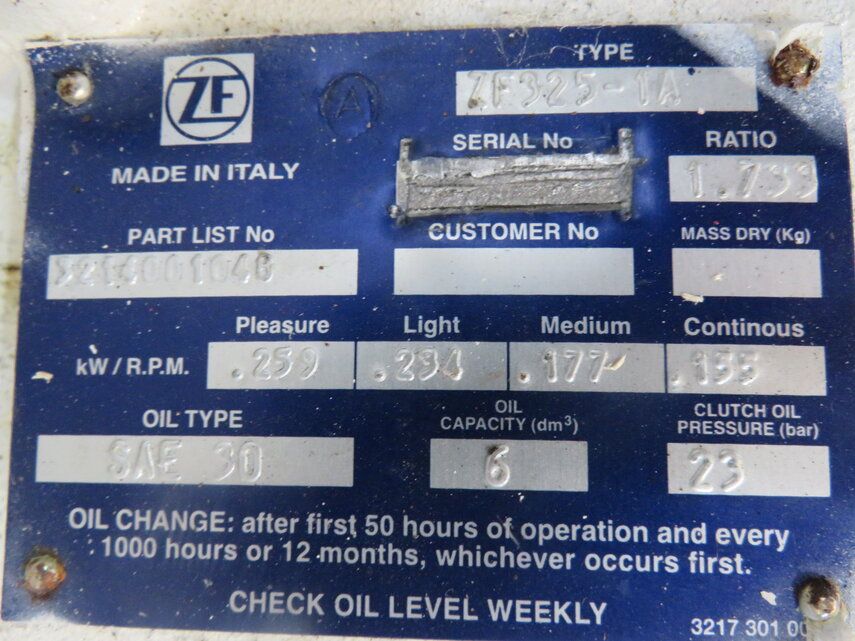 ZF
A
TYPE
ZF325-1A
MADE IN ITALY
SERIAL No
RATIO
1.733
PART LIST No
CUSTOMER No
MASS DRY (Kg)
3214001048
Pleasure Light Medium Continous
kW / R.P.M. .259 .234 .177 .155
OIL TYPE
OIL CAPACITY (dm³)
CLUTCH OIL PRESSURE (bar)
SAE 30 6 23
OIL CHANGE: after first 50 hours of operation and every
1000 hours or 12 months, whichever occurs first.
CHECK OIL LEVEL WEEKLY
3217 301